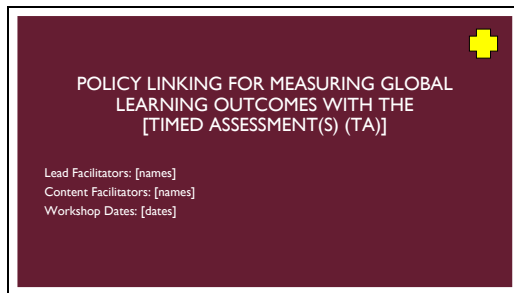 POLICY LINKING FOR MEASURING GLOBAL
LEARNING OUTCOMES WITH THE
[TIMED ASSESSMENT(S) (TA)]
Lead Facilitators: [names]
Content Facilitators: [names]
Workshop Dates: [dates]